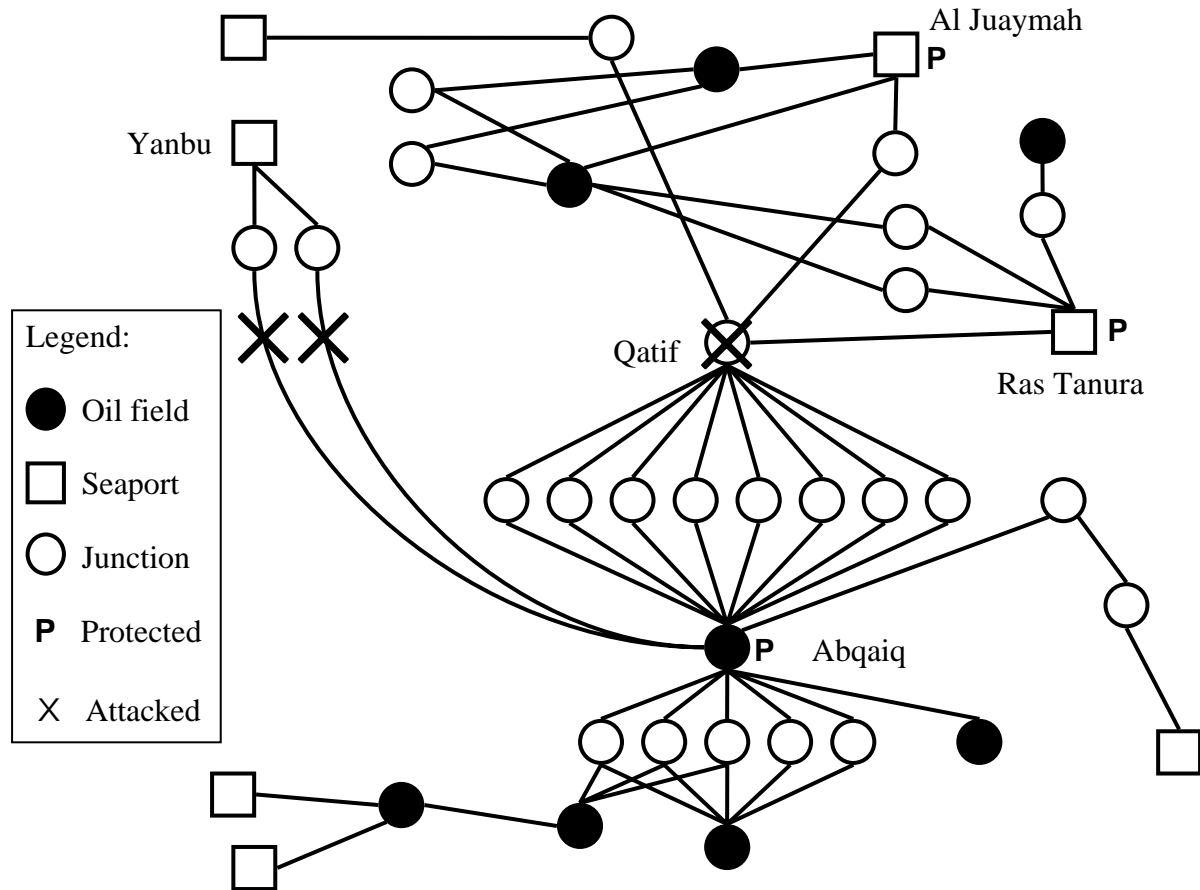 Al Juaymah
P
Yanbu
P
Qatif
Ras Tanura
Legend:
Oil field
Seaport
Junction
P Protected
X Attacked
P Abqaiq